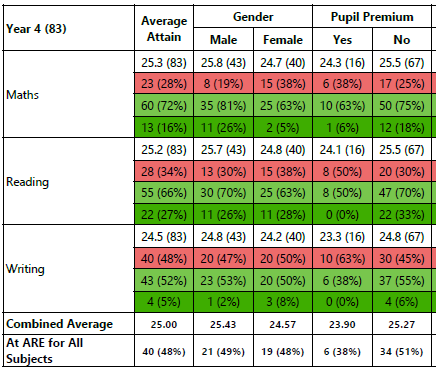 Year 4 (83) Average Attain Gender Pupil Premium
Male Female Yes No
Maths 25.3 (83) 25.8 (43) 24.7 (40) 24.3 (16) 25.5 (67)
23 (28%) 8 (19%) 15 (38%) 6 (38%) 17 (25%)
60 (72%) 35 (81%) 25 (63%) 10 (63%) 50 (75%)
13 (16%) 11 (26%) 2 (5%) 1 (6%) 12 (18%)
Reading 25.2 (83) 25.7 (43) 24.8 (40) 24.1 (16) 25.5 (67)
28 (34%) 13 (30%) 15 (38%) 8 (50%) 20 (30%)
55 (66%) 30 (70%) 25 (63%) 8 (50%) 47 (70%)
22 (27%) 11 (26%) 11 (28%) 0 (0%) 22 (33%)
Writing 24.5 (83) 24.8 (43) 24.2 (40) 23.3 (16) 24.8 (67)
40 (48%) 20 (47%) 20 (50%) 10 (63%) 30 (45%)
43 (52%) 23 (53%) 20 (50%) 6 (38%) 37 (55%)
4 (5%) 1 (2%) 3 (8%) 0 (0%) 4 (6%)
Combined Average 25.00 25.43 24.57 23.90 25.27
At ARE for All Subjects 40 (48%) 21 (49%) 19 (48%) 6 (38%) 34 (51%)